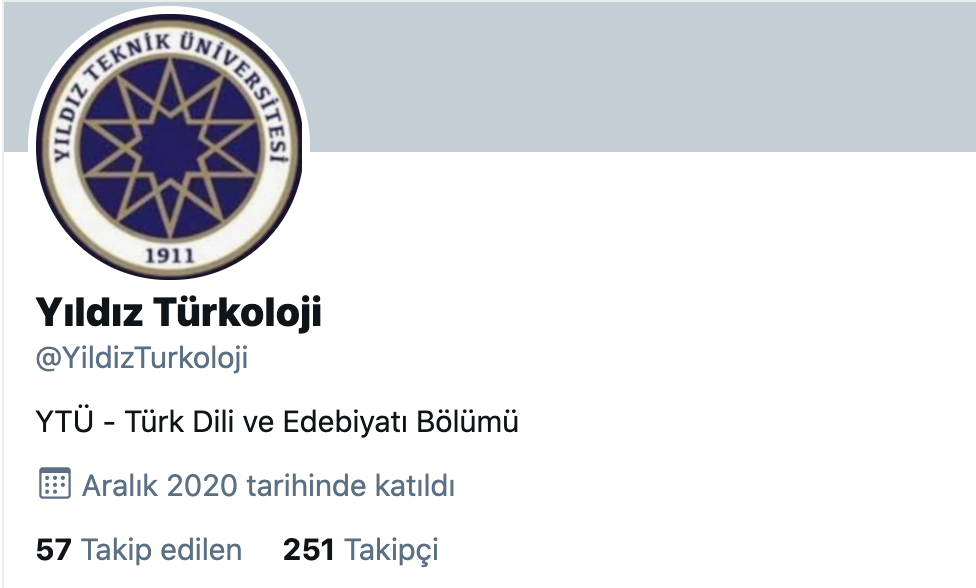 YILDIZ TEKNİK ÜNİVERSİTESİ
1911
Yıldız Türkoloji
@YildizTurkoloji
YTÜ - Türk Dili ve Edebiyatı Bölümü
Aralık 2020 tarihinde katıldı
57 Takip edilen 251 Takipçi